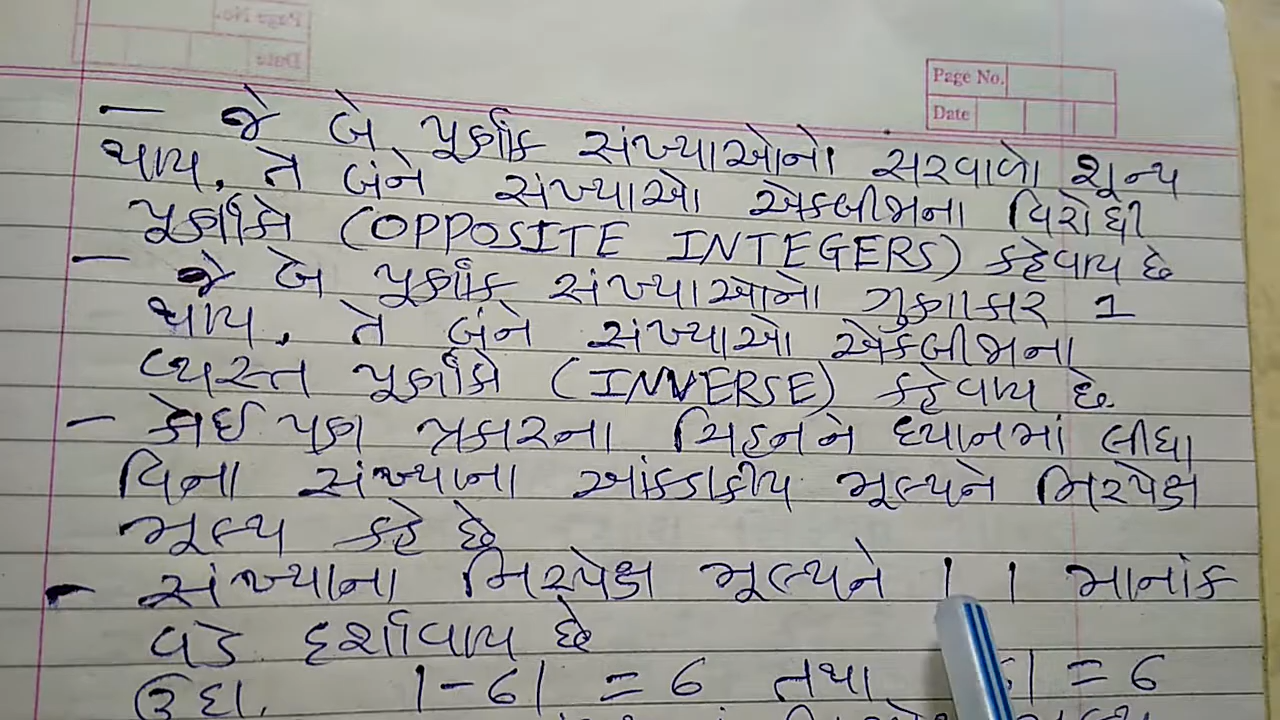 Page No.
Date
- જે બે પૂર્ણાંક સંખ્યાઓનો સરવાળો શૂન્ય
થાય, તે બંને સંખ્યાઓ એકબીજાના વિરોધી
પૂર્ણાંકો (OPPOSITE INTEGERS) કહેવાય છે
- જે બે પૂર્ણાંક સંખ્યાઓનો ગુણાકાર 1
થાય, તે બંને સંખ્યાઓ એકબીજાના
વ્યસ્ત પૂર્ણાંકો (INVERSE) કહેવાય છે.
- કોઈ પણ પ્રકારના ચિહનને ધ્યાનમાં લીધા
વિના સંખ્યાના આંકડાકીય મૂલ્યને નિરપેક્ષ
મૂલ્ય કહે છે
- સંખ્યાના નિરપેક્ષ મૂલ્યને | | માનાંક
વડે દર્શાવાય છે
ઉદા. |-6| = 6 તથા 6| = 6